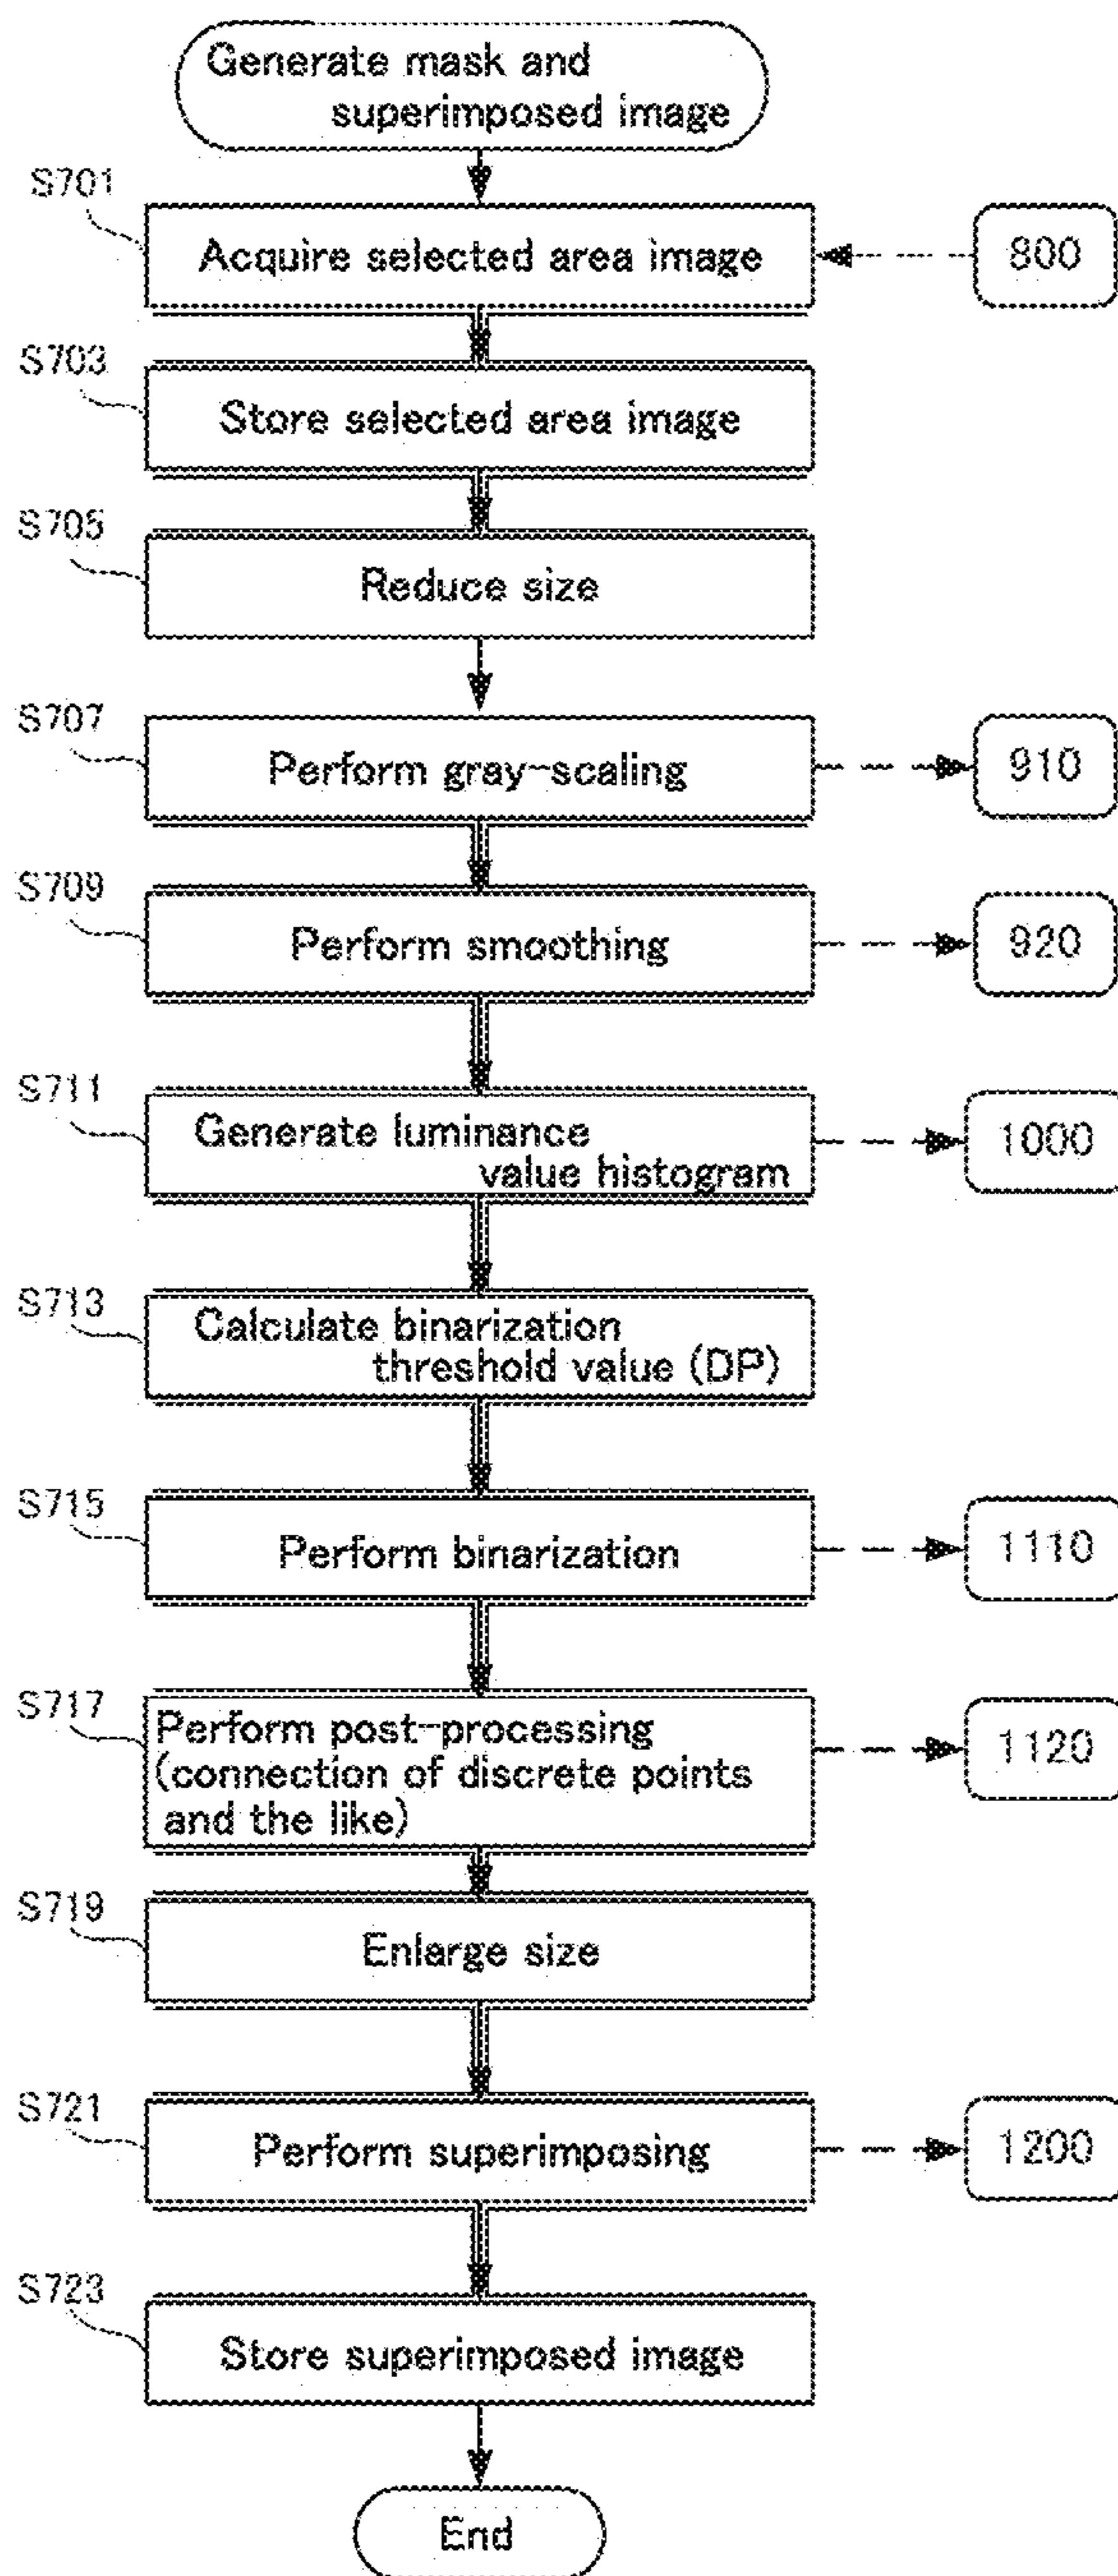 Generate mask and
superimposed image
S701
Acquire selected area image
800
S703
Store selected area image
S705
Reduce size
S707
Perform gray-scaling
910
S709
Perform smoothing
920
S711
Generate luminance
value histogram
1000
S713
Calculate binarization
threshold value (DP)
S715
Perform binarization
1110
S717
Perform post-processing
(connection of discrete points
and the like)
1120
S719
Enlarge size
S721
Perform superimposing
1200
S723
Store superimposed image
End